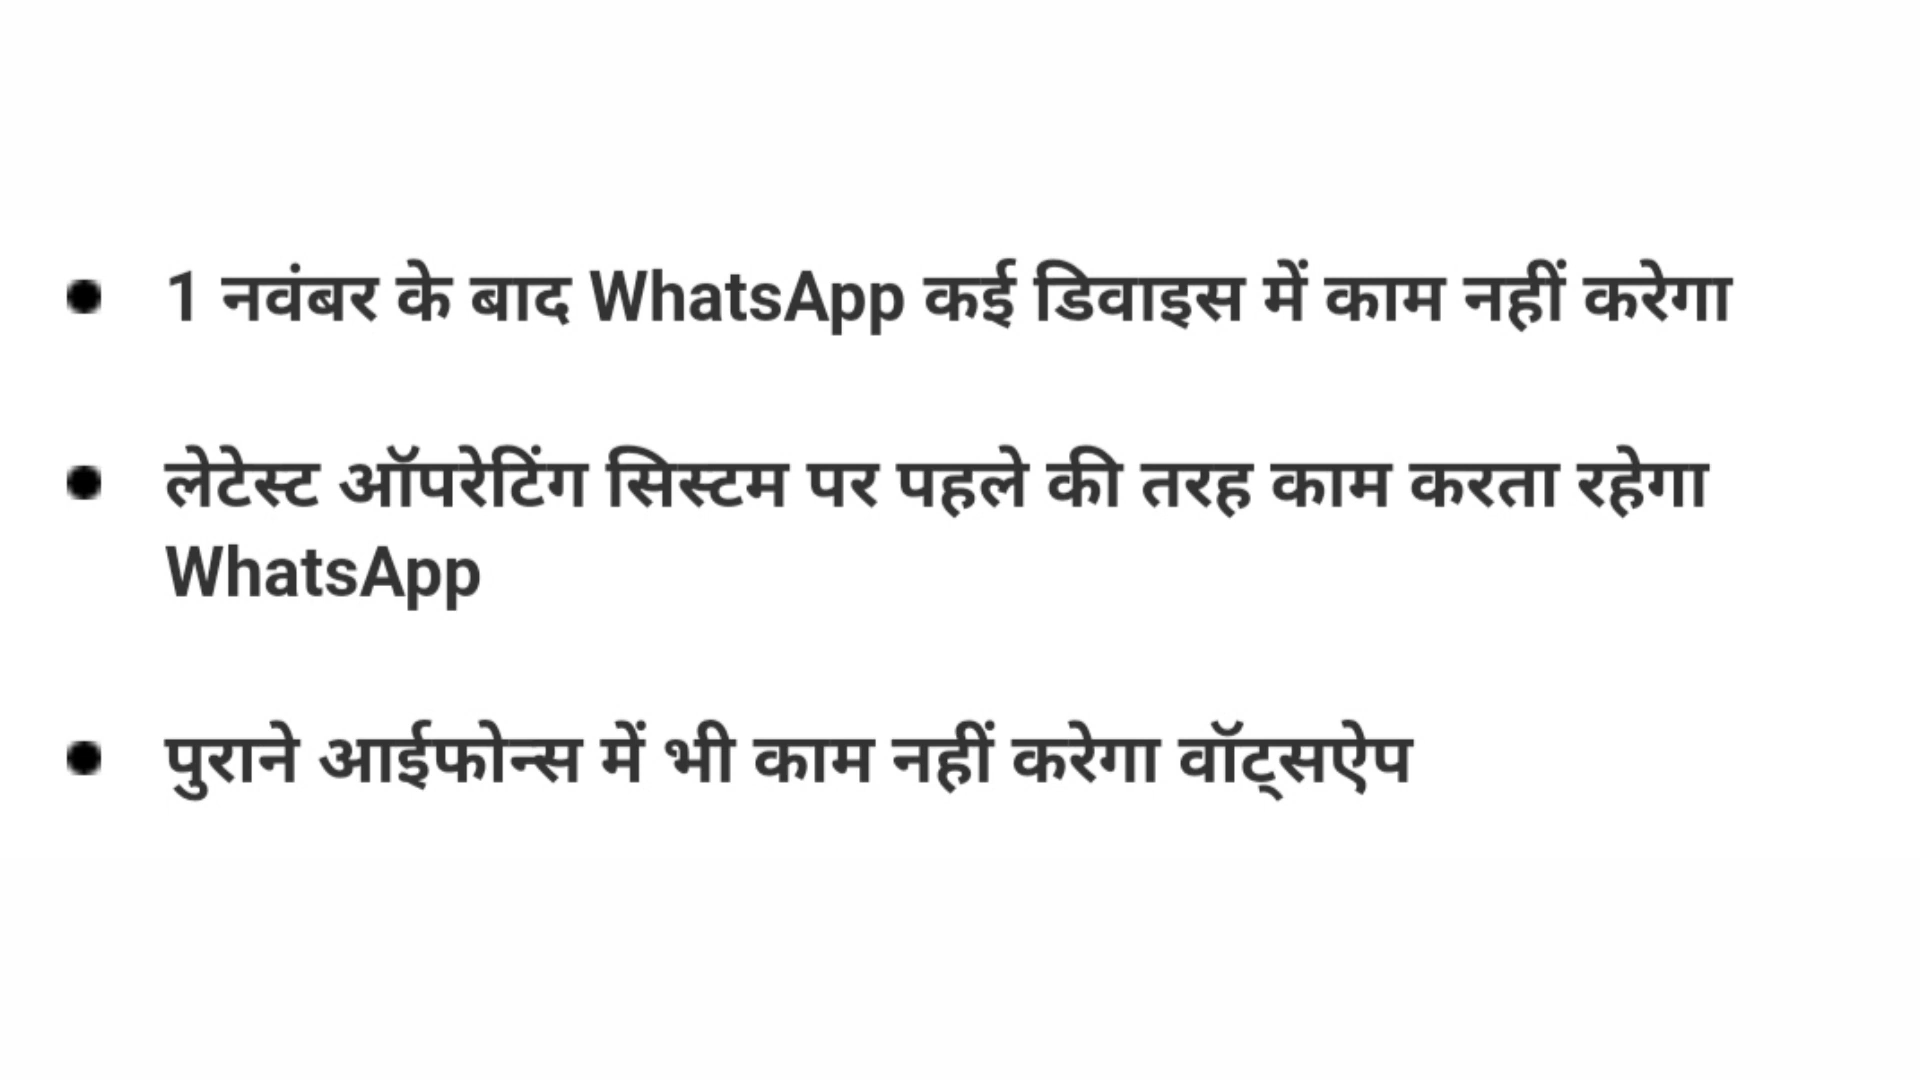 • 1 नवंबर के बाद WhatsApp कई डिवाइस में काम नहीं करेगा
• लेटेस्ट ऑपरेटिंग सिस्टम पर पहले की तरह काम करता रहेगा
WhatsApp
• पुराने आईफोन्स में भी काम नहीं करेगा वॉट्सऐप